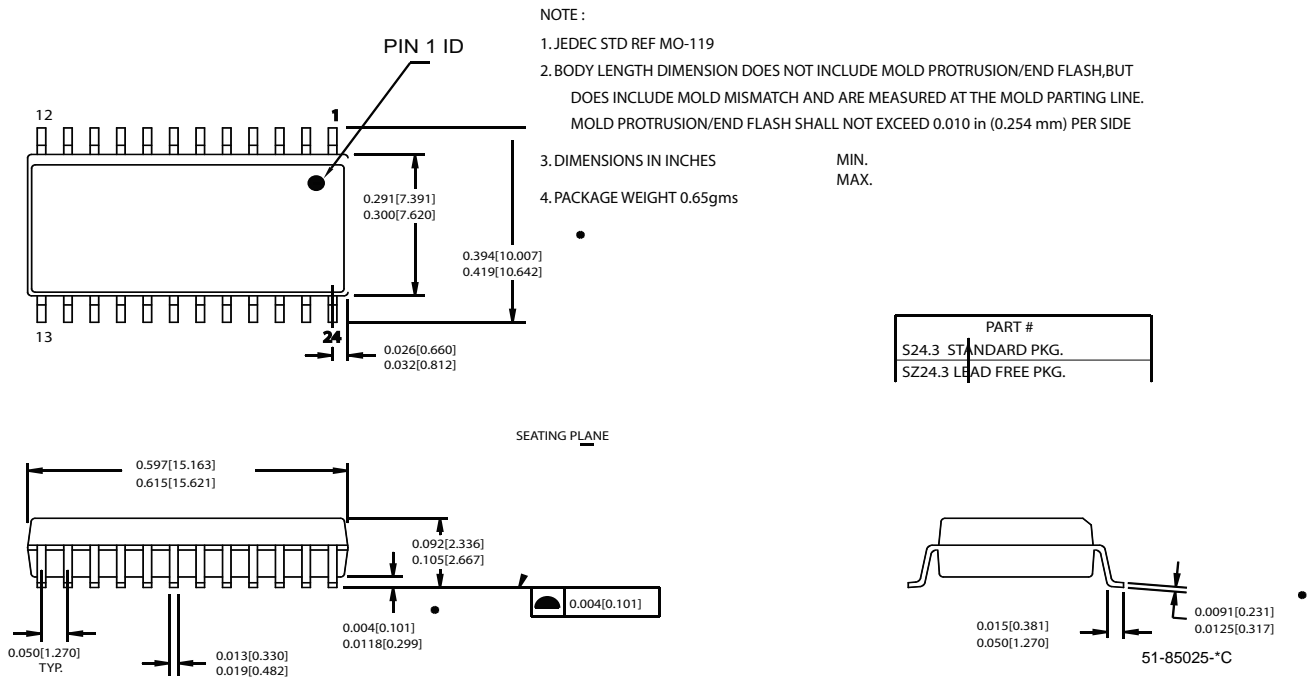 NOTE :
1. JEDEC STD REF MO-119
2. BODY LENGTH DIMENSION DOES NOT INCLUDE MOLD PROTRUSION/END FLASH,BUT
DOES INCLUDE MOLD MISMATCH AND ARE MEASURED AT THE MOLD PARTING LINE.
MOLD PROTRUSION/END FLASH SHALL NOT EXCEED 0.010 in (0.254 mm) PER SIDE
3. DIMENSIONS IN INCHES MIN.
MAX.
4. PACKAGE WEIGHT 0.65gms
PIN 1 ID
12
1
0.291[7.391]
0.300[7.620]
0.394[10.007]
0.419[10.642]
13
24
0.026[0.660]
0.032[0.812]
PART #
S24.3 STANDARD PKG.
SZ24.3 LEAD FREE PKG.
SEATING PLANE
0.597[15.163]
0.615[15.621]
0.092[2.336]
0.105[2.667]
0.004[0.101]
0.004[0.101]
0.0118[0.299]
0.050[1.270]
TYP.
0.013[0.330]
0.019[0.482]
0.015[0.381]
0.050[1.270]
0.0091[0.231]
0.0125[0.317]
51-85025-*C